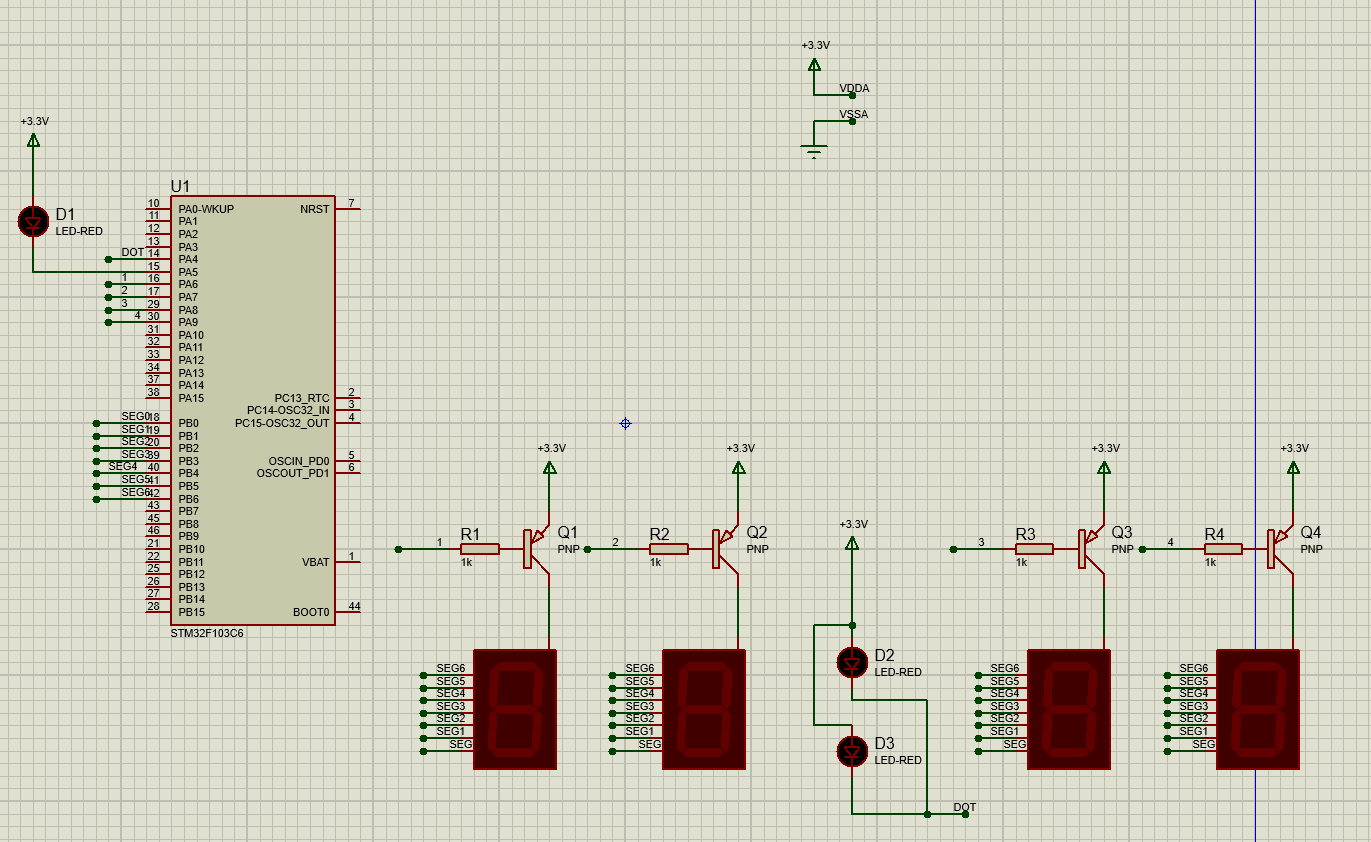 +3.3V
VDDA
VSSA
+3.3V
D1
LED-RED
U1
10 PA0-WKUP NRST 7
11 PA1
12 PA2
13 PA3
DOT 14 PA4
15 PA5
1 16 PA6
2 17 PA7
3 29 PA8
4 30 PA9
31 PA10
32 PA11
33 PA12
34 PA13
37 PA14
38 PA15 PC13_RTC 2
PC14-OSC32_IN 3
SEG0 18 PB0 PC15-OSC32_OUT 4
SEG1 19 PB1
SEG2 20 PB2
SEG3 39 PB3 OSCIN_PD0 5
SEG4 40 PB4 OSCOUT_PD1 6
SEG5 41 PB5
SEG6 42 PB6
43 PB7
45 PB8
46 PB9
21 PB10
22 PB11 VBAT 1
25 PB12
26 PB13
27 PB14
28 PB15 BOOT0 44
STM32F103C6
+3.3V
1
R1
1k
Q1
PNP
+3.3V
2
R2
1k
Q2
PNP
+3.3V
D2
LED-RED
D3
LED-RED
DOT
+3.3V
3
R3
1k
Q3
PNP
+3.3V
4
R4
1k
Q4
PNP
SEG6
SEG5
SEG4
SEG3
SEG2
SEG1
SEG
SEG6
SEG5
SEG4
SEG3
SEG2
SEG1
SEG
SEG6
SEG5
SEG4
SEG3
SEG2
SEG1
SEG
SEG6
SEG5
SEG4
SEG3
SEG2
SEG1
SEG